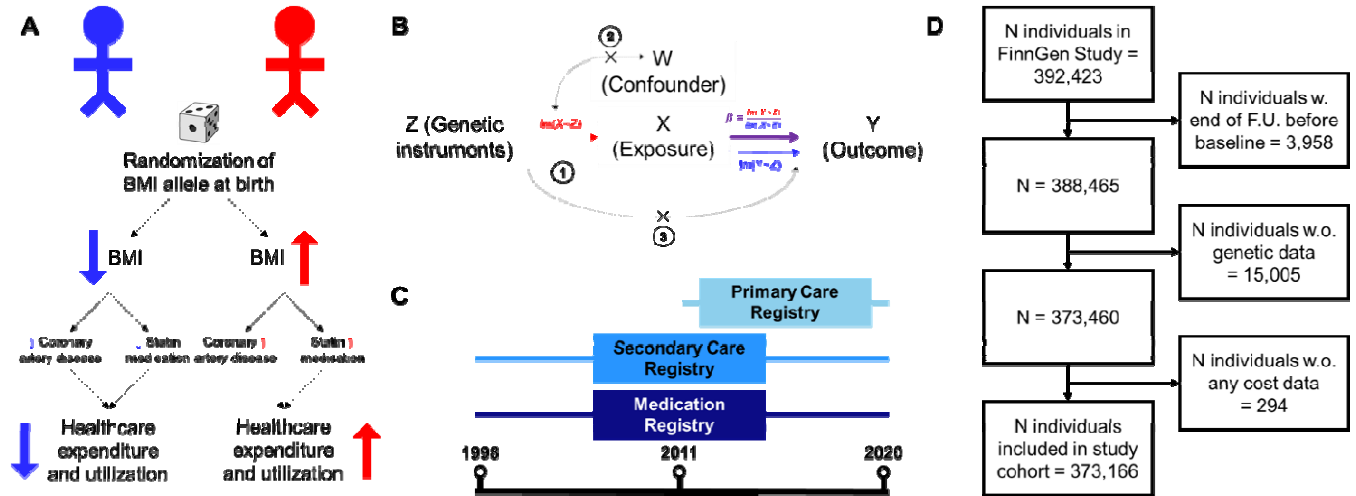 A
Randomization of
BMI allele at birth
BMI
BMI
Coronary
artery disease
Statin
medication
Coronary
artery disease
Statin
medication
Healthcare
expenditure
and utilization
Healthcare
expenditure
and utilization
B
2
W
(Confounder)
Z (Genetic
instruments)
lm(X~Z)
X
(Exposure)
β =
lm(Y~Z)
Y
(Outcome)
1
3
C
Primary Care
Registry
Secondary Care
Registry
Medication
Registry
1998
2011
2020
D
N individuals in
FinnGen Study =
392,423
N individuals w.
end of F.U. before
baseline = 3,958
N = 388,465
N individuals w.o.
genetic data
= 15,005
N = 373,460
N individuals w.o.
any cost data
= 294
N individuals
included in study
cohort = 373,166